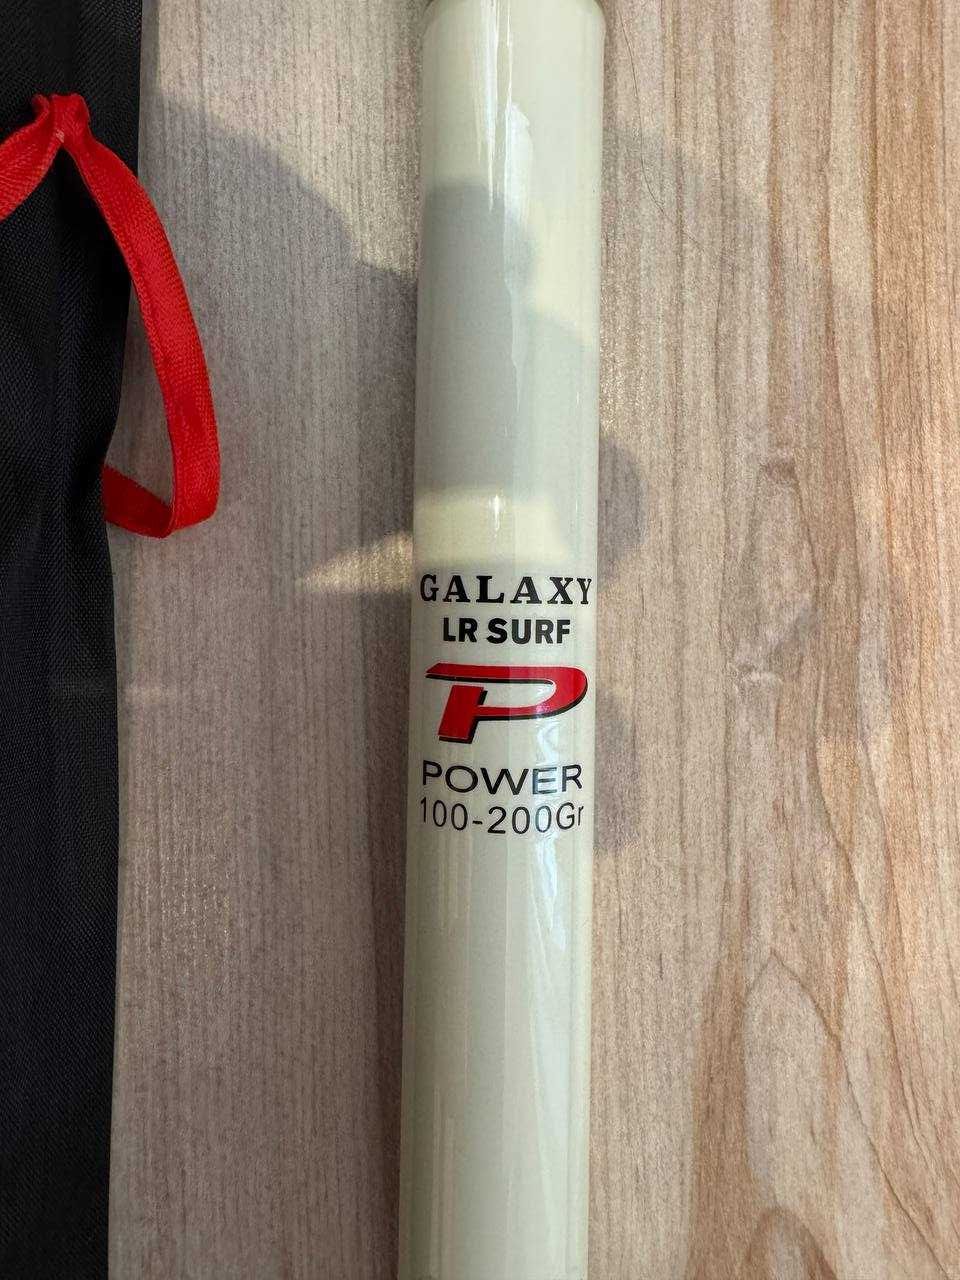 GALAXY
LR SURF
P
POWER
100-200Gr